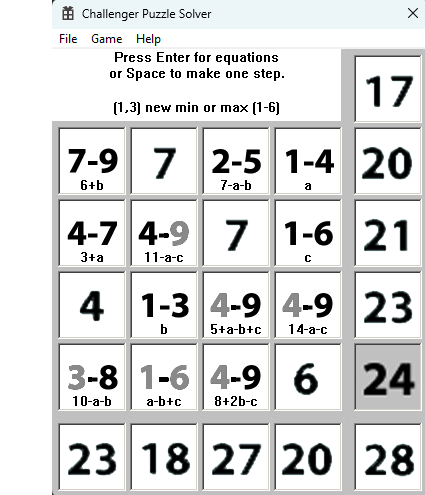 Challenger Puzzle Solver
File Game Help
Press Enter for equations
or Space to make one step.
(1,3) new min or max (1-6)
17
7-9 7 2-5 1-4 20
6+b 7-a-b a
4-7 4-9 7 1-6 21
3+a 11-a-c c
4 1-3 4-9 4-9 23
b 5+a-b+c 14-a-c
3-8 1-6 4-9 6 24
10-a-b a-b+c 8+2b-c
23 18 27 20 28